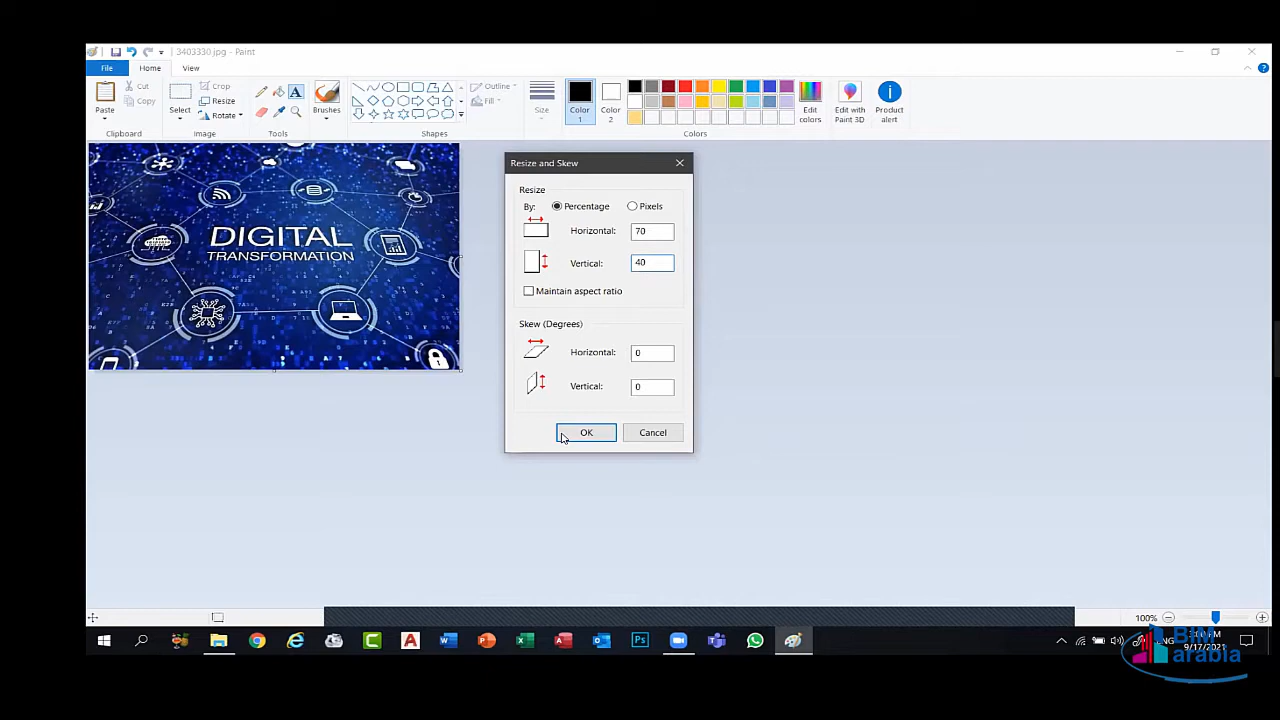 3403330.jpg - Paint
File
Home
View
Paste
Cut
Copy
Clipboard
Select
Crop
Resize
Rotate
Image
Tools
Brushes
Outline
Fill
Shapes
Size
Color 1
Color 2
Edit colors
Colors
Edit with Paint 3D
Product alert
DIGITAL
TRANSFORMATION
Resize and Skew
Resize
By: Percentage Pixels
Horizontal: 70
Vertical: 40
Maintain aspect ratio
Skew (Degrees)
Horizontal: 0
Vertical: 0
OK Cancel
100%
9/17/2021
BIM
arabia